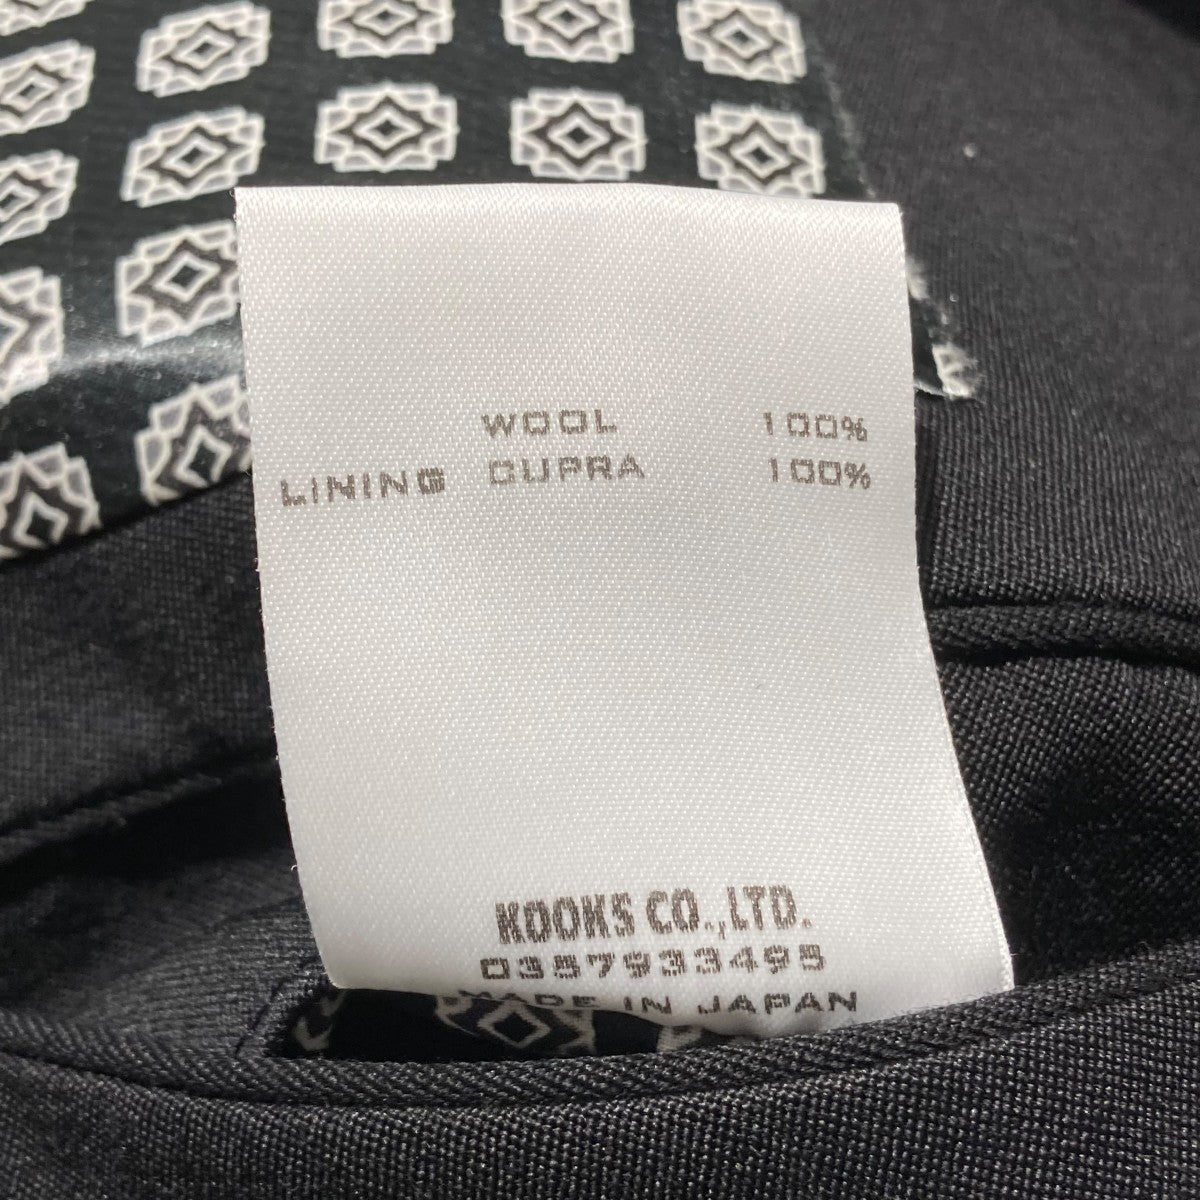 WOOL 100%
LINING CUPRA 100%
KOOKS CO.,LTD.
0357933495
MADE IN JAPAN